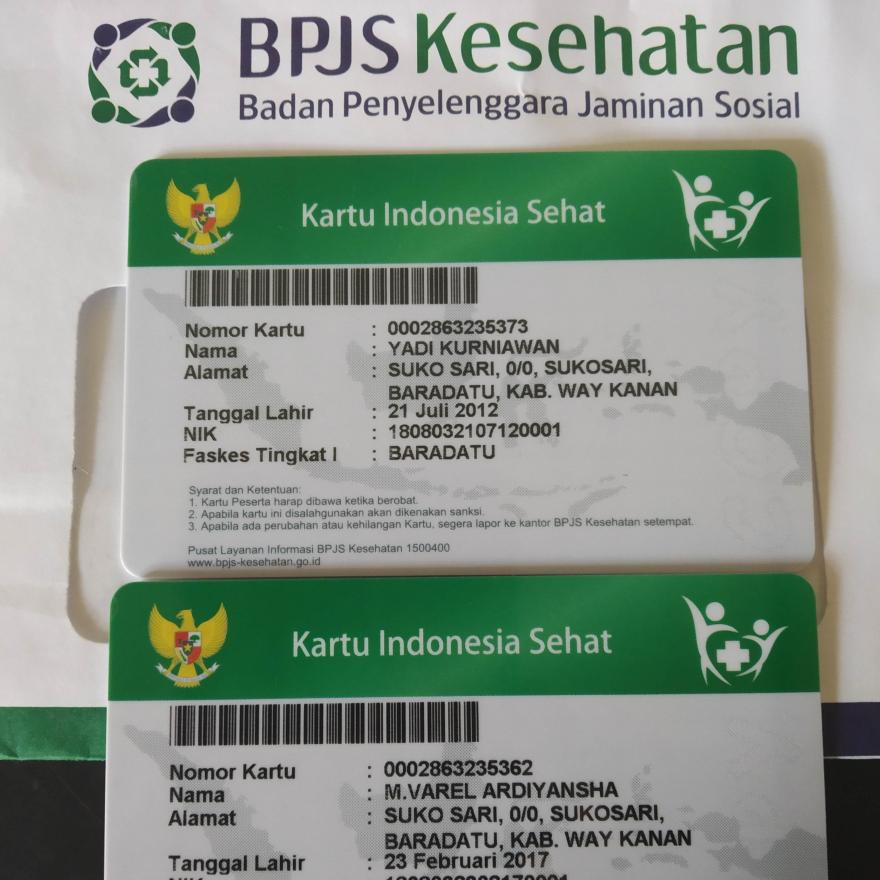 BPJS Kesehatan
Badan Penyelenggara Jaminan Sosial
Kartu Indonesia Sehat
Nomor Kartu : 0002863235373
Nama : YADI KURNIAWAN
Alamat : SUKO SARI, 0/0, SUKOSARI,
BARADATU, KAB. WAY KANAN
Tanggal Lahir : 21 Juli 2012
NIK : 1808032107120001
Faskes Tingkat I : BARADATU
Syarat dan Ketentuan:
1. Kartu Peserta harap dibawa ketika berobat.
2. Apabila kartu ini disalahgunakan akan dikenakan sanksi.
3. Apabila ada perubahan atau kehilangan Kartu, segera lapor ke kantor BPJS Kesehatan setempat.
Pusat Layanan Informasi BPJS Kesehatan 1500400
www.bpjs-kesehatan.go.id
Kartu Indonesia Sehat
Nomor Kartu : 0002863235362
Nama : M.VAREL ARDIYANSHA
Alamat : SUKO SARI, 0/0, SUKOSARI,
BARADATU, KAB. WAY KANAN
Tanggal Lahir : 23 Februari 2017